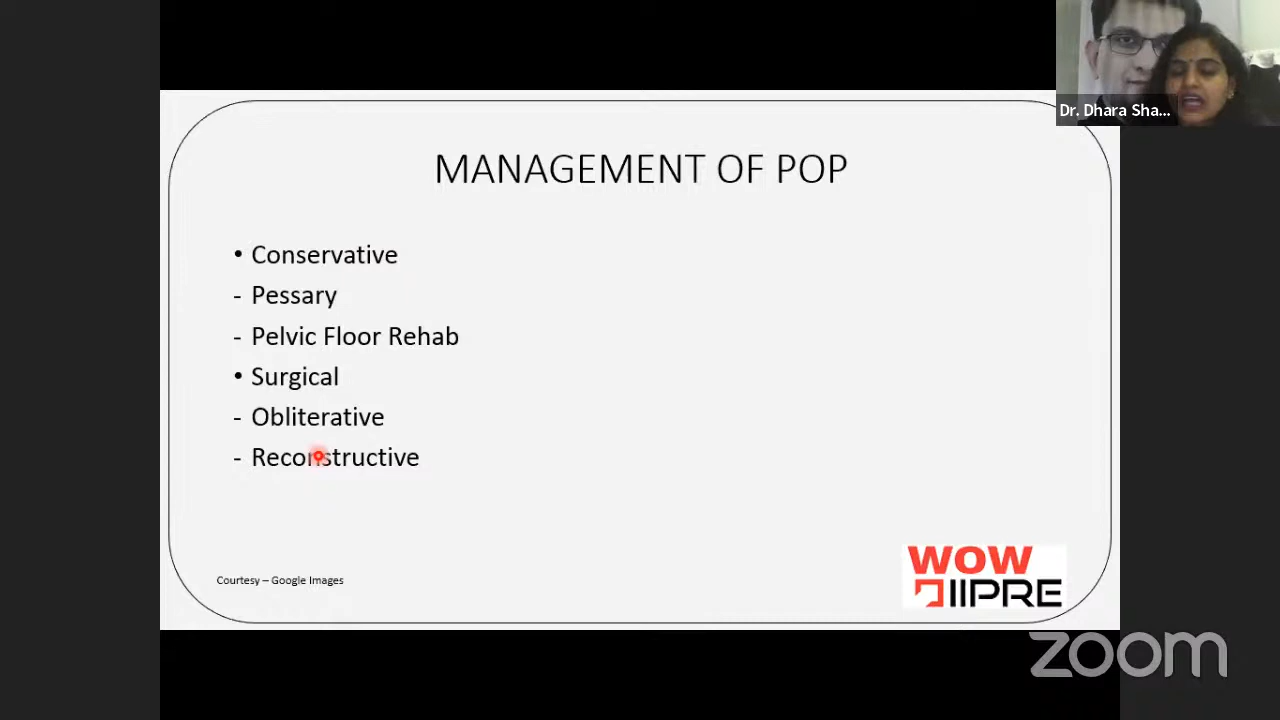 Dr. Dhara Sha...
MANAGEMENT OF POP
• Conservative
- Pessary
- Pelvic Floor Rehab
• Surgical
- Obliterative
- Reconstructive
Courtesy – Google Images
WOW
IIPRE
zoom